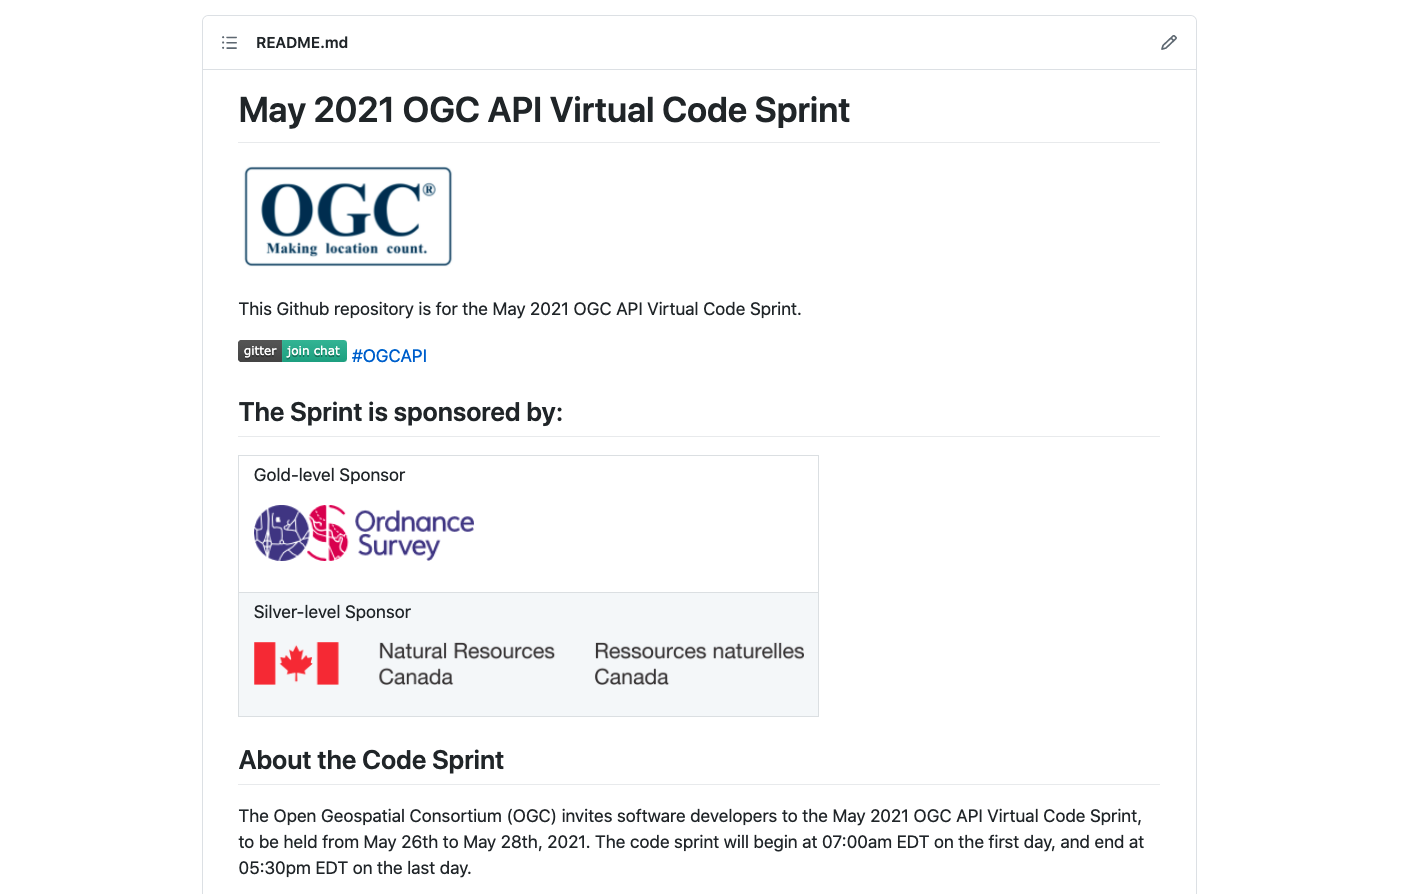 README.md
May 2021 OGC API Virtual Code Sprint
OGC®
Making location count.
This Github repository is for the May 2021 OGC API Virtual Code Sprint.
gitter join chat #OGCAPI
The Sprint is sponsored by:
Gold-level Sponsor
OS Ordnance
Survey
Silver-level Sponsor
Natural Resources Ressources naturelles
Canada Canada
About the Code Sprint
The Open Geospatial Consortium (OGC) invites software developers to the May 2021 OGC API Virtual Code Sprint,
to be held from May 26th to May 28th, 2021. The code sprint will begin at 07:00am EDT on the first day, and end at
05:30pm EDT on the last day.